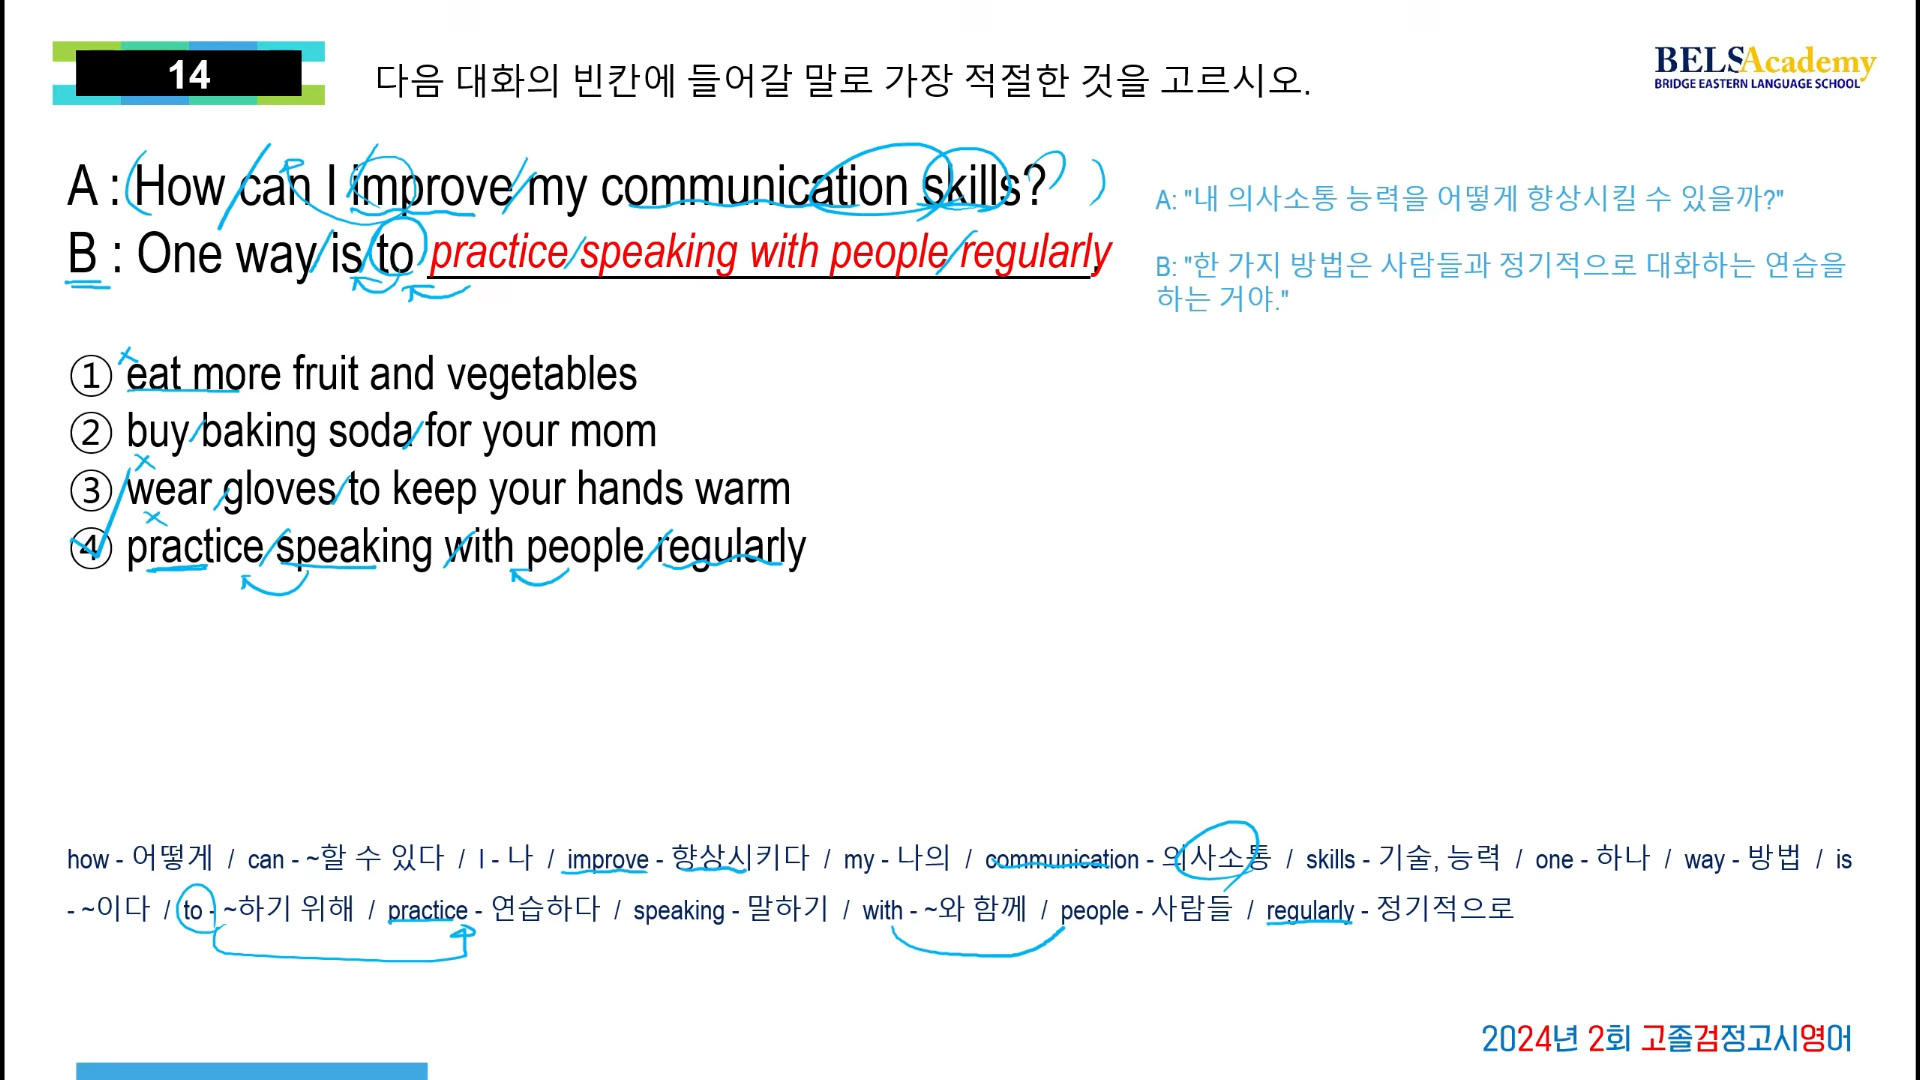 14
다음 대화의 빈칸에 들어갈 말로 가장 적절한 것을 고르시오.
BELSAcademy
BRIDGE EASTERN LANGUAGE SCHOOL
A : How can I improve my communication skills?
B : One way is to practice speaking with people regularly.
A: "내 의사소통 능력을 어떻게 향상시킬 수 있을까?"
B: "한 가지 방법은 사람들과 정기적으로 대화하는 연습을
하는 거야."
① eat more fruit and vegetables
② buy baking soda for your mom
③ wear gloves to keep your hands warm
④ practice speaking with people regularly
how - 어떻게 / can - ~할 수 있다 / I - 나 / improve - 향상시키다 / my - 나의 / communication - 의사소통 / skills - 기술, 능력 / one - 하나 / way - 방법 / is
- ~이다 / to - ~하기 위해 / practice - 연습하다 / speaking - 말하기 / with - ~와 함께 / people - 사람들 / regularly - 정기적으로
2024년 2회 고졸검정고시영어